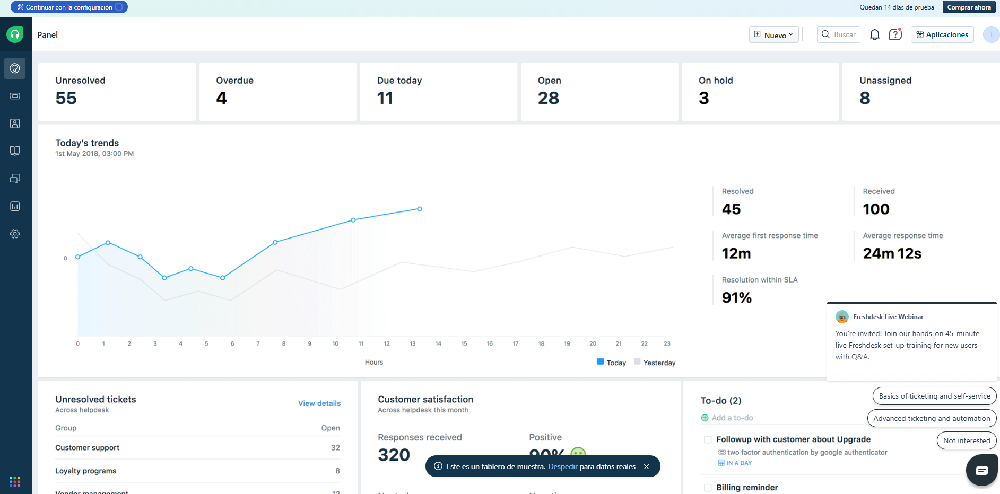 Continuar con la configuración
Quedan 14 días de prueba
Comprar ahora
Panel
Nuevo
Buscar
Aplicaciones
I
Unresolved
55
Overdue
4
Due today
11
Open
28
On hold
3
Unassigned
8
Today's trends
1st May 2018, 03:00 PM
0
0 1 2 3 4 5 6 7 8 9 10 11 12 13 14 15 16 17 18 19 20 21 22 23
Hours
Today
Yesterday
Resolved
45
Received
100
Average first response time
12m
Average response time
24m 12s
Resolution within SLA
91%
Freshdesk Live Webinar
You're invited! Join our hands-on 45-minute
live Freshdesk set-up training for new users
with Q&A.
Basics of ticketing and self-service
Advanced ticketing and automation
Not interested
Unresolved tickets
Across helpdesk
View details
Group Open
Customer support 32
Loyalty programs 8
Vendor management 12
Customer satisfaction
Across helpdesk this month
Responses received
320
Positive
90%
Este es un tablero de muestra. Despedir para datos reales
To-do (2)
Add a to-do
Followup with customer about Upgrade
two factor authentication by google authenticator
IN A DAY
Billing reminder